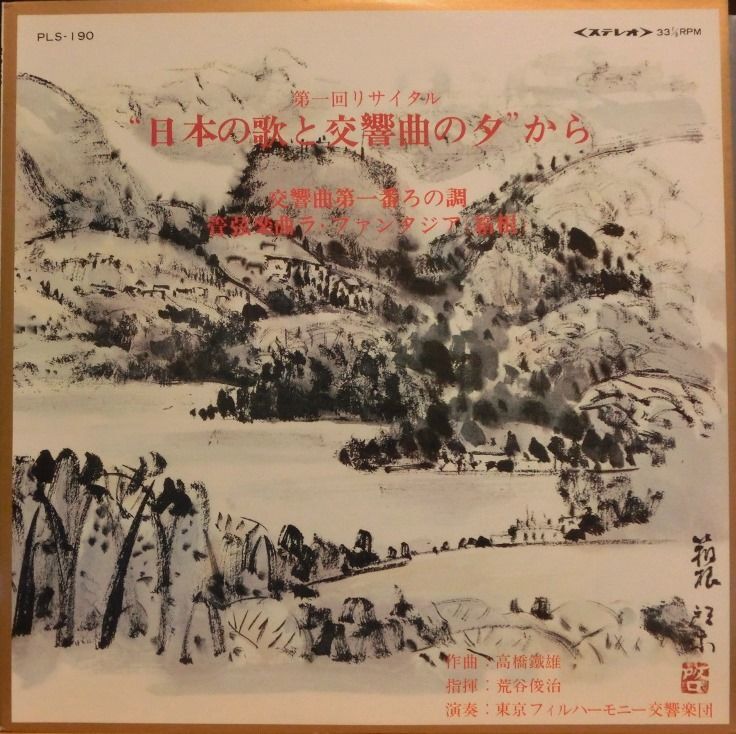 PLS-190
<ステレオ> 33⅓RPM
第一回リサイタル
“日本の歌と交響曲の夕”から
交響曲第一番ろの調
管弦楽曲ラ・ファンタジア
箱根
作曲:高橋鐵雄
指揮:荒谷俊治
演奏:東京フィルハーモニー交響楽団